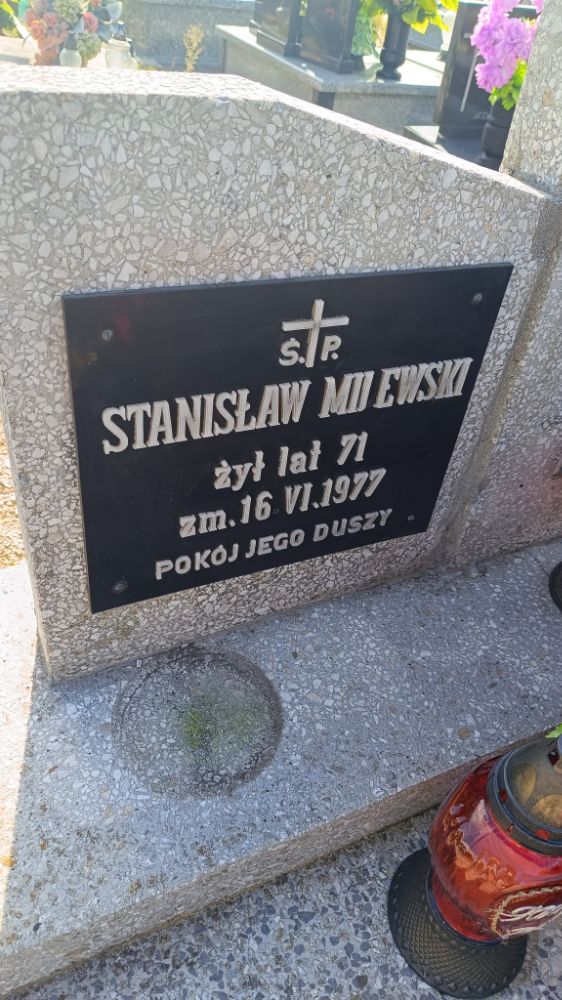 Ś. P.
STANISŁAW MILEWSKI
żył lat 71
zm. 16 VI. 1977
POKÓJ JEGO DUSZY